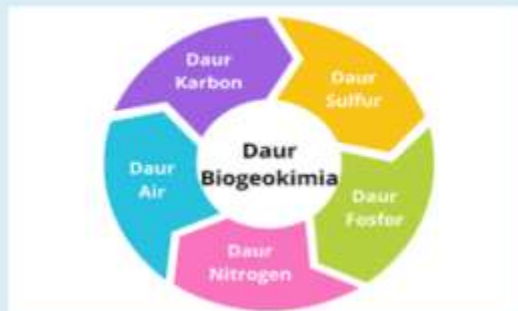 Daur
Karbon
Daur
Sulfur
Daur
Biogeokimia
Daur
Air
Daur
Fosfor
Daur
Nitrogen